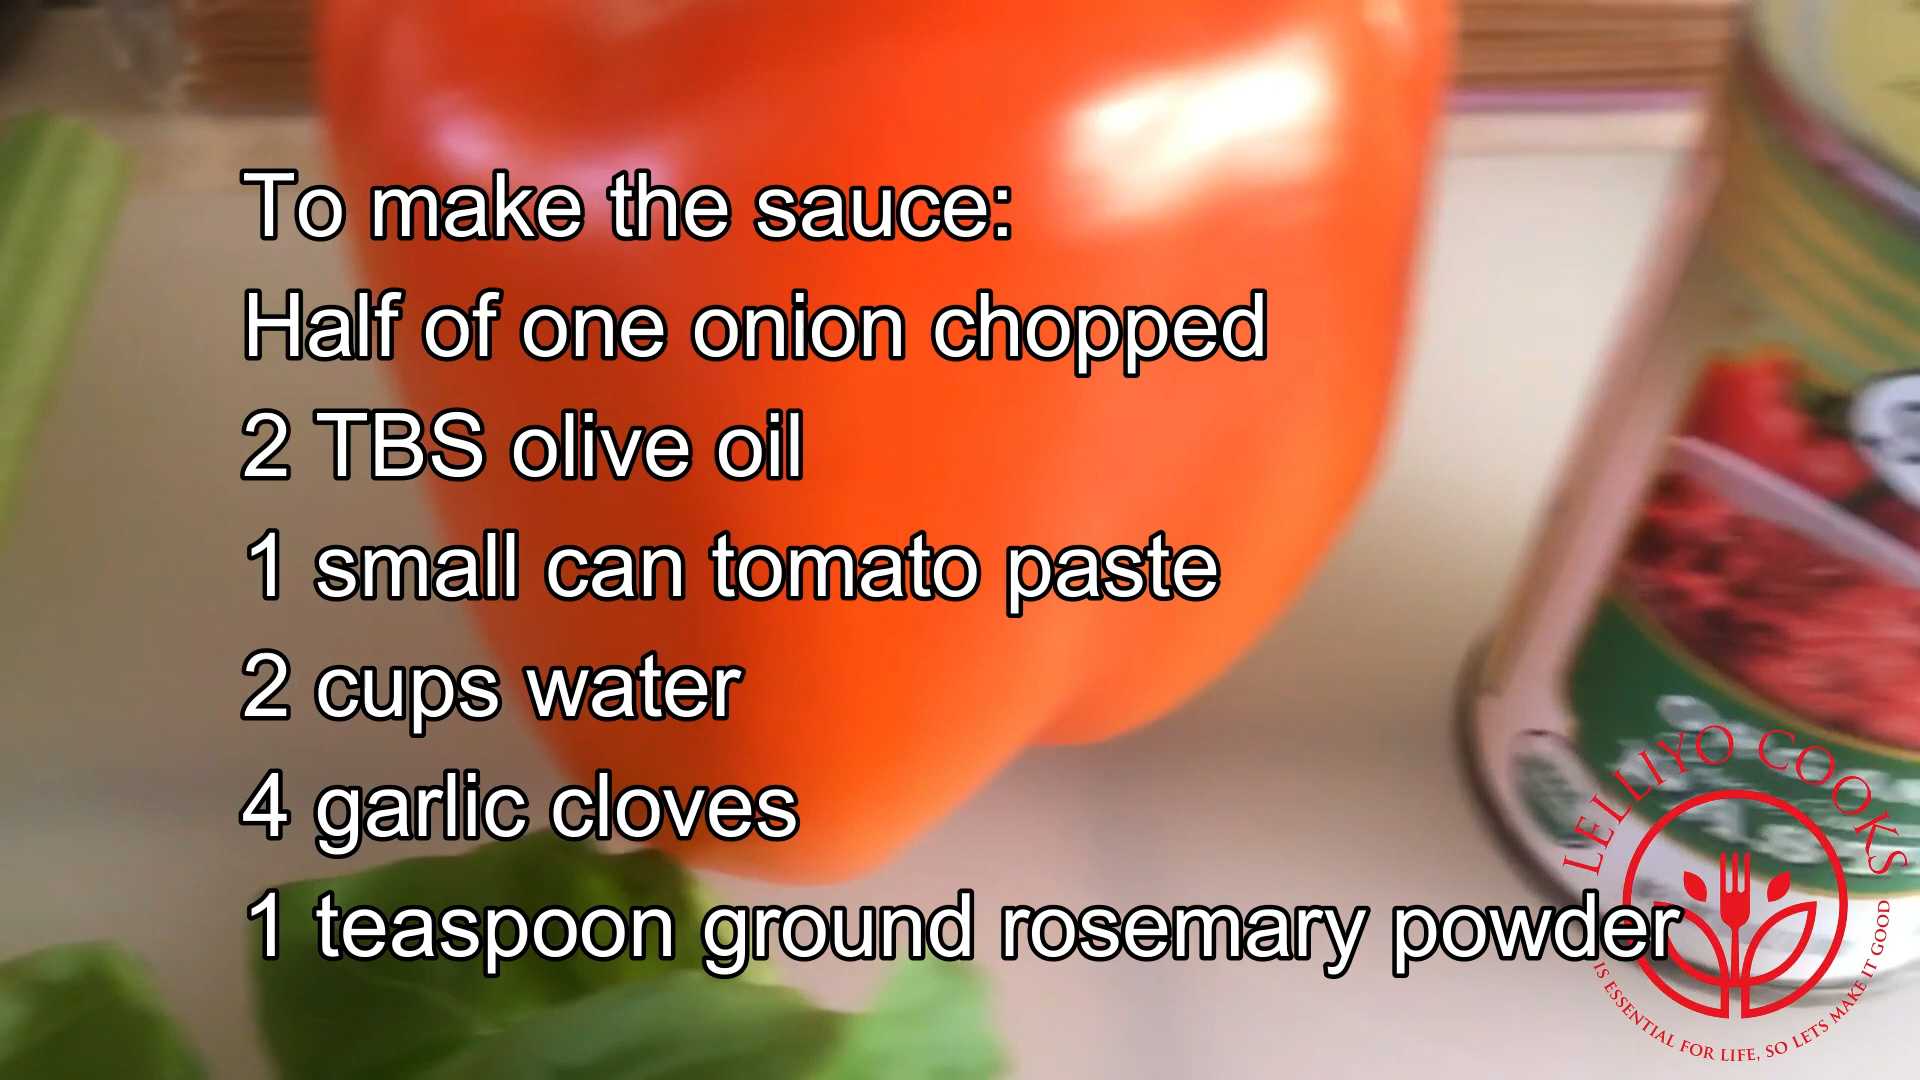 To make the sauce:
Half of one onion chopped
2 TBS olive oil
1 small can tomato paste
2 cups water
4 garlic cloves
1 teaspoon ground rosemary powder
LELLIYO COOKS
IS ESSENTIAL FOR LIFE, SO LETS MAKE IT GOOD